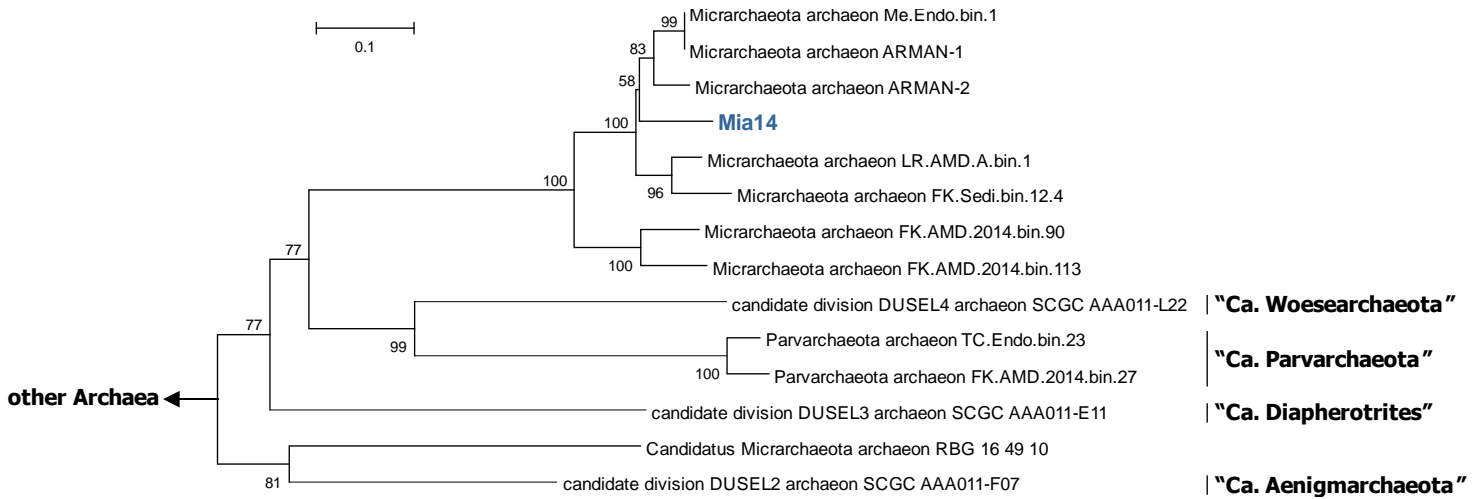 Micrarchaeota archaeon Me.Endo.bin.1
99
0.1
Micrarchaeota archaeon ARMAN-1
83
58
Micrarchaeota archaeon ARMAN-2
Mia14
100
Micrarchaeota archaeon LR.AMD.A.bin.1
100
96
Micrarchaeota archaeon FK.Sedi.bin.12.4
Micrarchaeota archaeon FK.AMD.2014.bin.90
77
100
Micrarchaeota archaeon FK.AMD.2014.bin.113
candidate division DUSEL4 archaeon SCGC AAA011-L22 "Ca. Woesearchaeota"
77
Parvarchaeota archaeon TC.Endo.bin.23
99
"Ca. Parvarchaeota"
100
Parvarchaeota archaeon FK.AMD.2014.bin.27
other Archaea
candidate division DUSEL3 archaeon SCGC AAA011-E11 "Ca. Diapherotrites"
Candidatus Micrarchaeota archaeon RBG 16 49 10
81
candidate division DUSEL2 archaeon SCGC AAA011-F07 "Ca. Aenigmarchaeota"